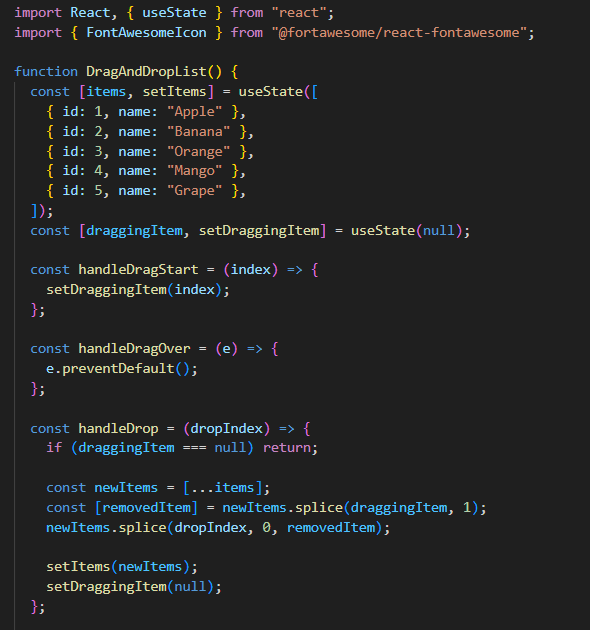 import React, { useState } from "react";
import { FontAwesomeIcon } from "@fortawesome/react-fontawesome";
function DragAndDropList() {
const [items, setItems] = useState([
{ id: 1, name: "Apple" },
{ id: 2, name: "Banana" },
{ id: 3, name: "Orange" },
{ id: 4, name: "Mango" },
{ id: 5, name: "Grape" },
]);
const [draggingItem, setDraggingItem] = useState(null);
const handleDragStart = (index) => {
setDraggingItem(index);
};
const handleDragOver = (e) => {
e.preventDefault();
};
const handleDrop = (dropIndex) => {
if (draggingItem === null) return;
const newItems = [...items];
const [removedItem] = newItems.splice(draggingItem, 1);
newItems.splice(dropIndex, 0, removedItem);
setItems(newItems);
setDraggingItem(null);
};